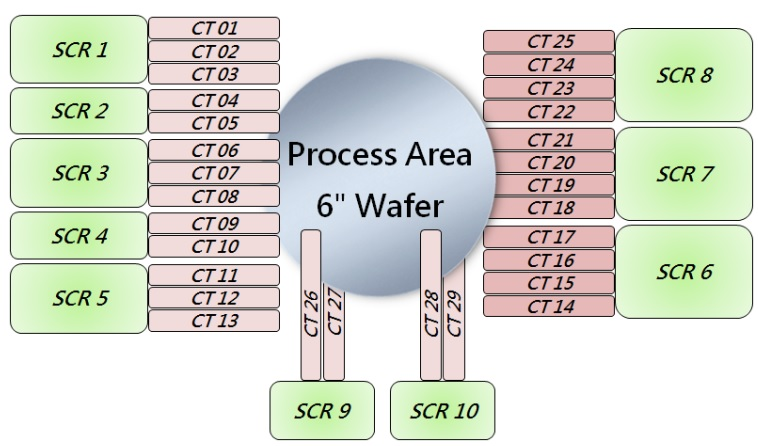 SCR 1
CT 01
CT 02
CT 03
SCR 2
CT 04
CT 05
SCR 3
CT 06
CT 07
CT 08
SCR 4
CT 09
CT 10
SCR 5
CT 11
CT 12
CT 13
Process Area
6" Wafer
CT 25
CT 24
CT 23
CT 22
SCR 8
CT 21
CT 20
CT 19
CT 18
SCR 7
CT 17
CT 16
CT 15
CT 14
SCR 6
CT 26
CT 27
SCR 9
CT 28
CT 29
SCR 10